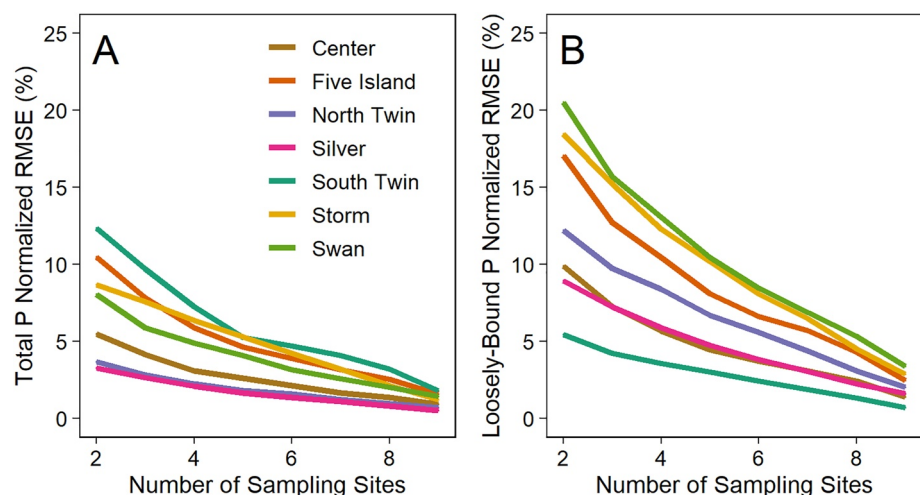 A
Total P Normalized RMSE (%)
25
20
15
10
5
0
2
4
6
8
Number of Sampling Sites
Center
Five Island
North Twin
Silver
South Twin
Storm
Swan
B
Loosely-Bound P Normalized RMSE (%)
25
20
15
10
5
0
2
4
6
8
Number of Sampling Sites